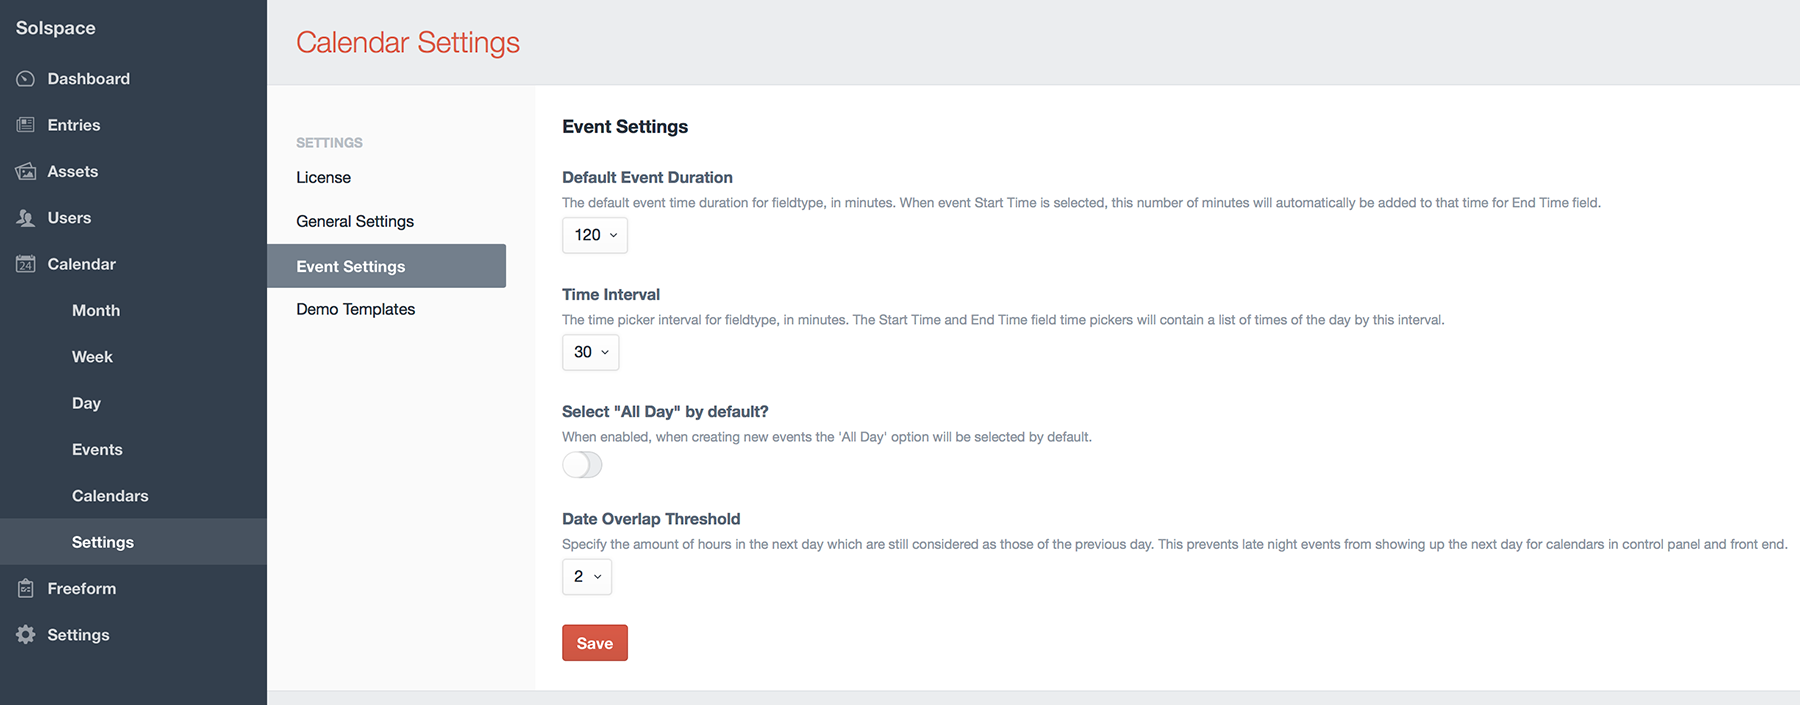 Solspace
Dashboard
Entries
Assets
Users
24
Calendar
Month
Week
Day
Events
Calendars
Settings
Freeform
Settings
Calendar Settings
SETTINGS
License
General Settings
Event Settings
Demo Templates
Event Settings
Default Event Duration
The default event time duration for fieldtype, in minutes. When event Start Time is selected, this number of minutes will automatically be added to that time for End Time field.
120
Time Interval
The time picker interval for fieldtype, in minutes. The Start Time and End Time field time pickers will contain a list of times of the day by this interval.
30
Select "All Day" by default?
When enabled, when creating new events the 'All Day' option will be selected by default.
Date Overlap Threshold
Specify the amount of hours in the next day which are still considered as those of the previous day. This prevents late night events from showing up the next day for calendars in control panel and front end.
2
Save